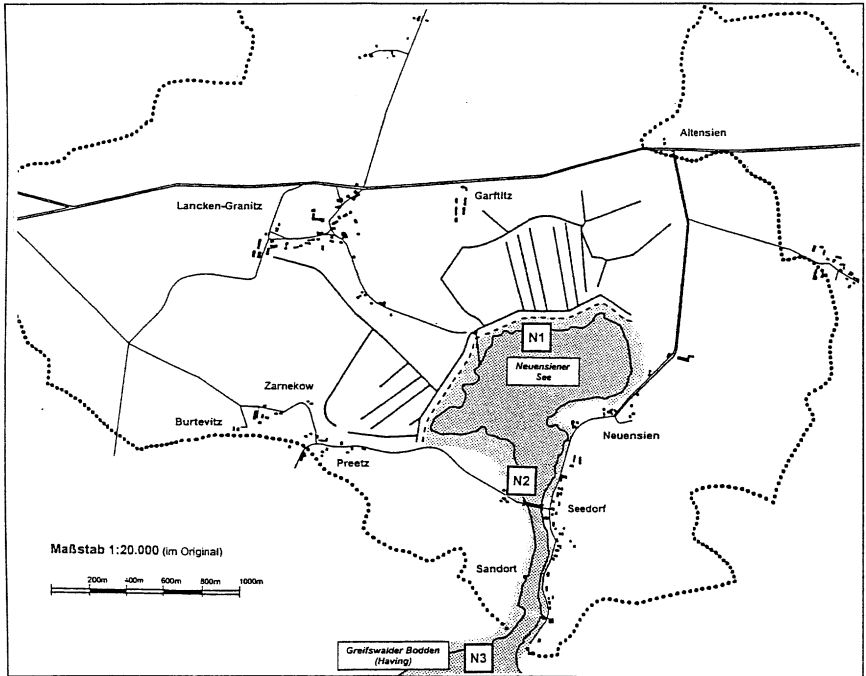 Altensien
Lancken-Granitz
Garftitz
N1
Neuensiener
See
Zarnekow
Burtevitz
Neuensien
Preetz
N2
Seedorf
Maßstab 1:20.000 (im Original)
200m 400m 600m 800m 1000m
Sandort
Greifswalder Bodden
(Having)
N3